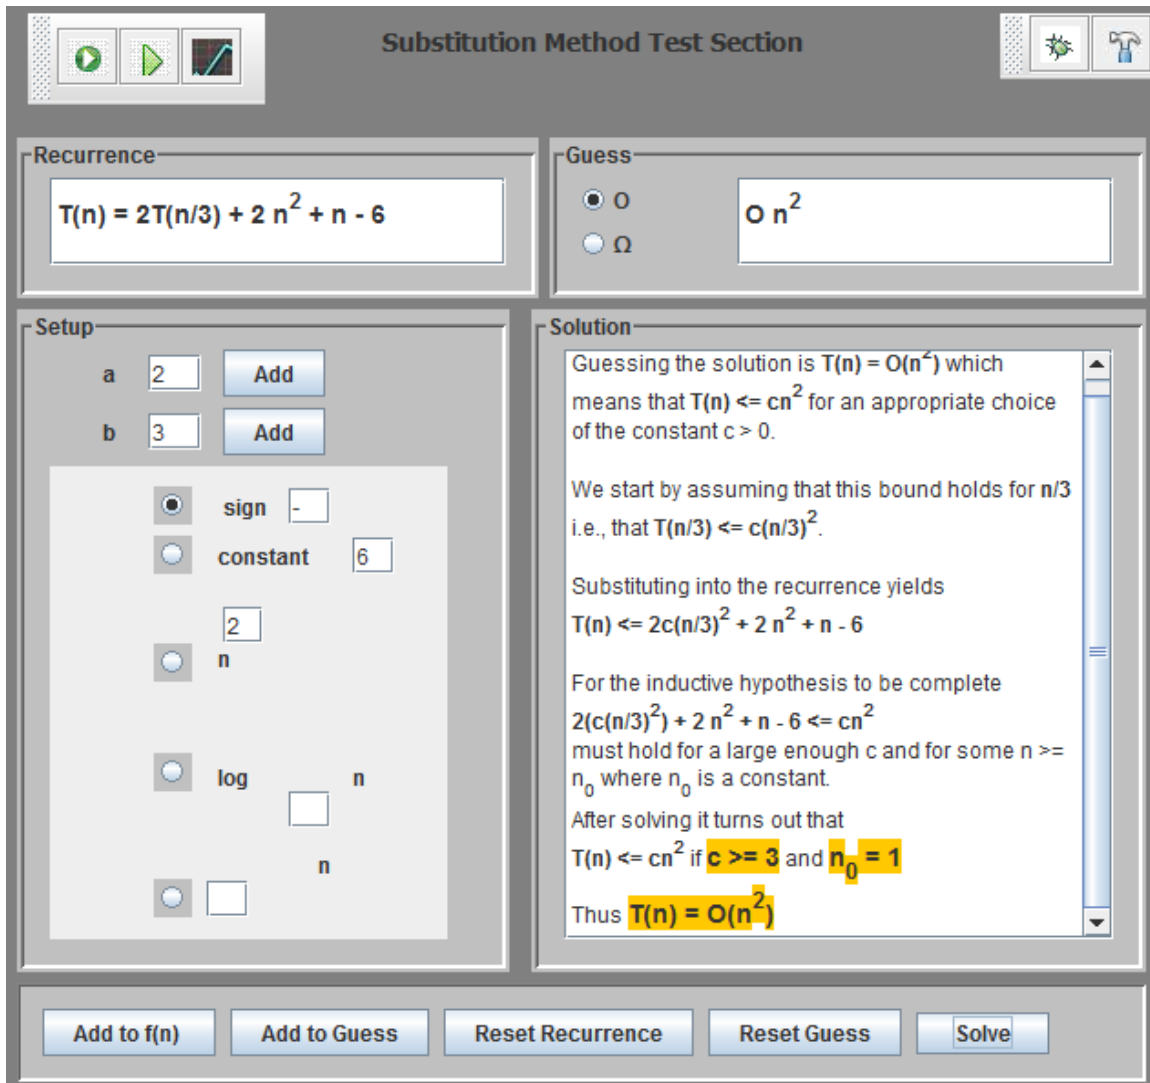 Substitution Method Test Section
Recurrence
T(n) = 2T(n/3) + 2 n² + n - 6
Guess
O
Ω
O n²
Setup
a 2 Add
b 3 Add
sign -
constant 6
2
n
log n
n
Solution
Guessing the solution is T(n) = O(n²) which
means that T(n) <= cn² for an appropriate choice
of the constant c > 0.
We start by assuming that this bound holds for n/3
i.e., that T(n/3) <= c(n/3)².
Substituting into the recurrence yields
T(n) <= 2c(n/3)² + 2 n² + n - 6
For the inductive hypothesis to be complete
2(c(n/3)²) + 2 n² + n - 6 <= cn²
must hold for a large enough c and for some n >=
n₀ where n₀ is a constant.
After solving it turns out that
T(n) <= cn² if c >= 3 and n₀ = 1
Thus T(n) = O(n²)
Add to f(n) Add to Guess Reset Recurrence Reset Guess Solve